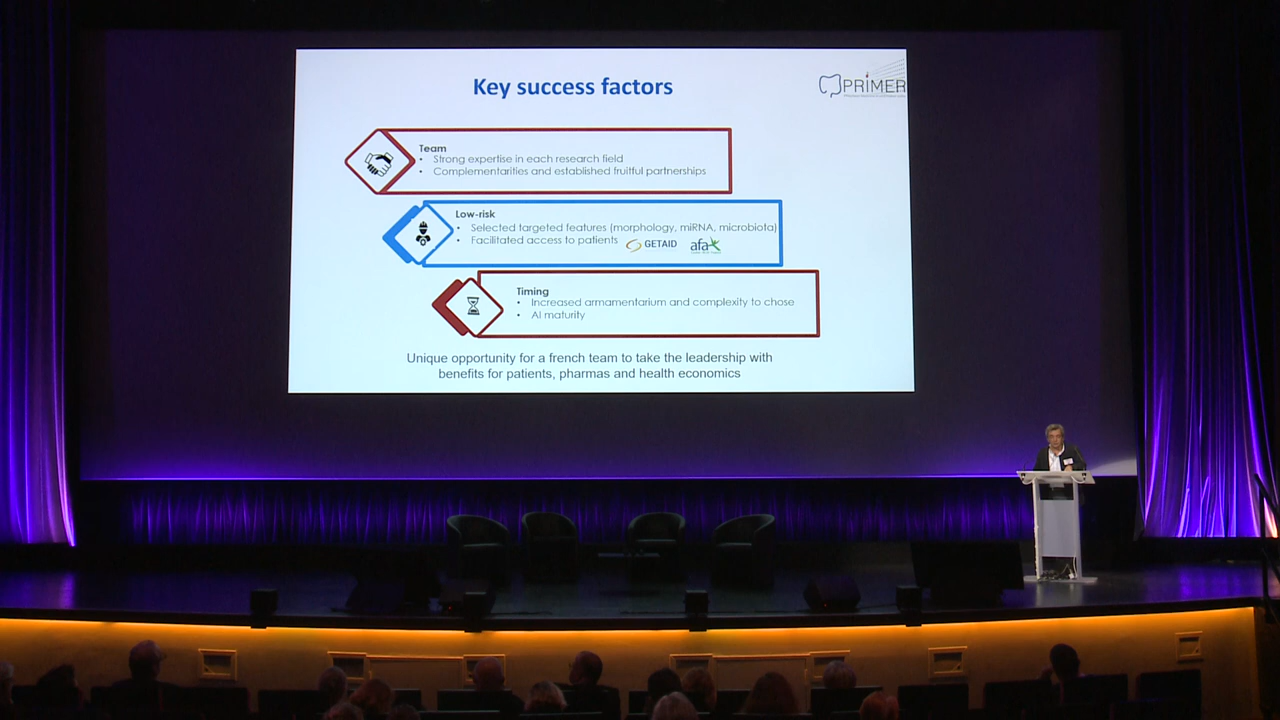 Key success factors
PRIMER
Team
• Strong expertise in each research field
• Complementarities and established fruitful partnerships
Low-risk
• Selected targeted features (morphology, miRNA, microbiota)
• Facilitated access to patients
GETAID
afa
Timing
• Increased armamentarium and complexity to chose
• AI maturity
Unique opportunity for a french team to take the leadership with
benefits for patients, pharmas and health economics